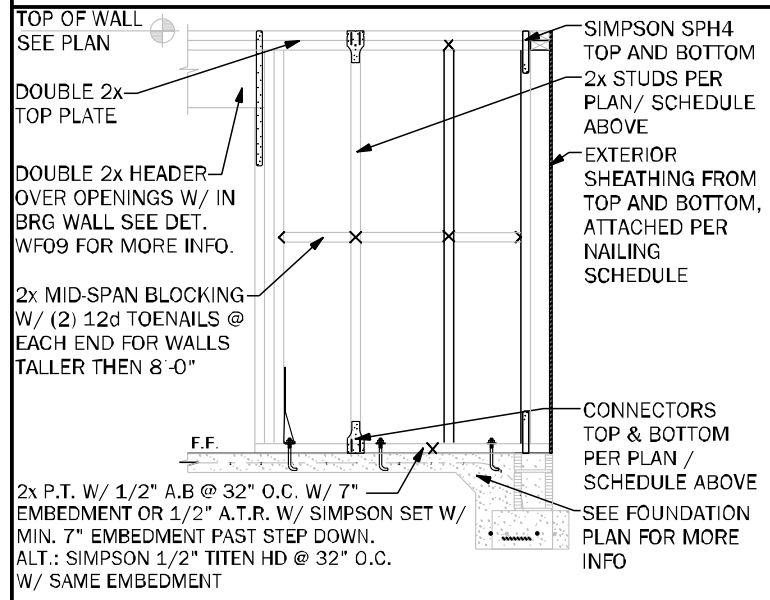 TOP OF WALL
SEE PLAN
DOUBLE 2x
TOP PLATE
DOUBLE 2x HEADER
OVER OPENINGS W/ IN
BRG WALL SEE DET.
WF09 FOR MORE INFO.
2x MID-SPAN BLOCKING
W/ (2) 12d TOENAILS @
EACH END FOR WALLS
TALLER THEN 8'-0"
F.F.
2x P.T. W/ 1/2" A.B @ 32" O.C. W/ 7"
EMBEDMENT OR 1/2" A.T.R. W/ SIMPSON SET W/
MIN. 7" EMBEDMENT PAST STEP DOWN.
ALT.: SIMPSON 1/2" TITEN HD @ 32" O.C.
W/ SAME EMBEDMENT
SIMPSON SPH4
TOP AND BOTTOM
2x STUDS PER
PLAN/ SCHEDULE
ABOVE
EXTERIOR
SHEATHING FROM
TOP AND BOTTOM,
ATTACHED PER
NAILING
SCHEDULE
CONNECTORS
TOP & BOTTOM
PER PLAN /
SCHEDULE ABOVE
SEE FOUNDATION
PLAN FOR MORE
INFO